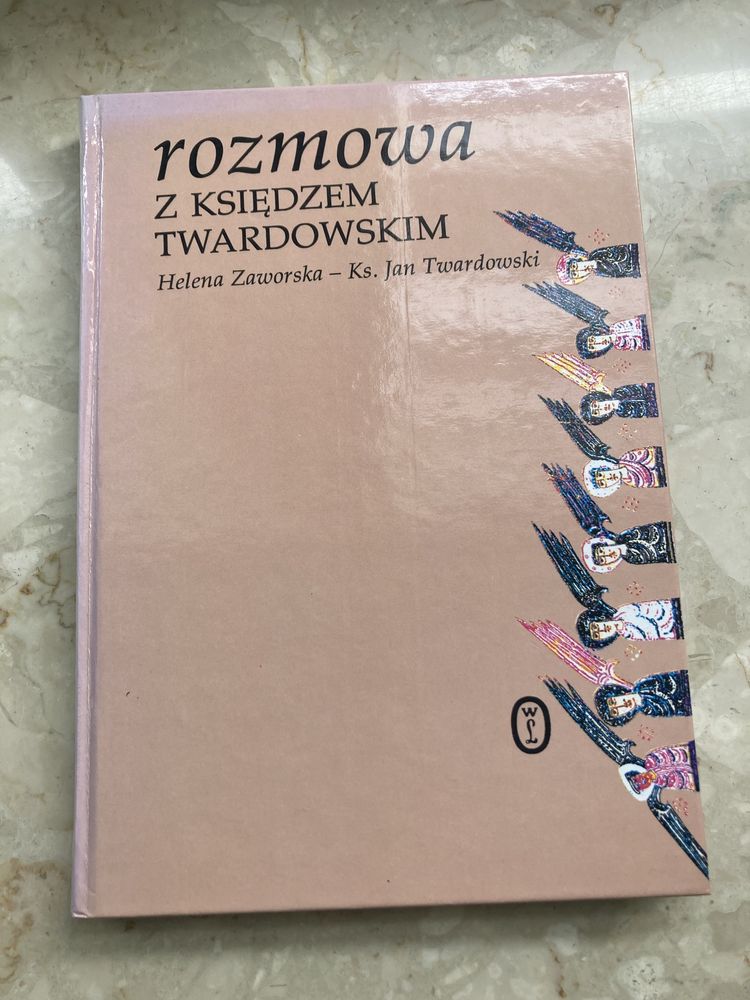 rozmowa
Z KSIĘDZEM
TWARDOWSKIM
Helena Zaworska – Ks. Jan Twardowski
WL